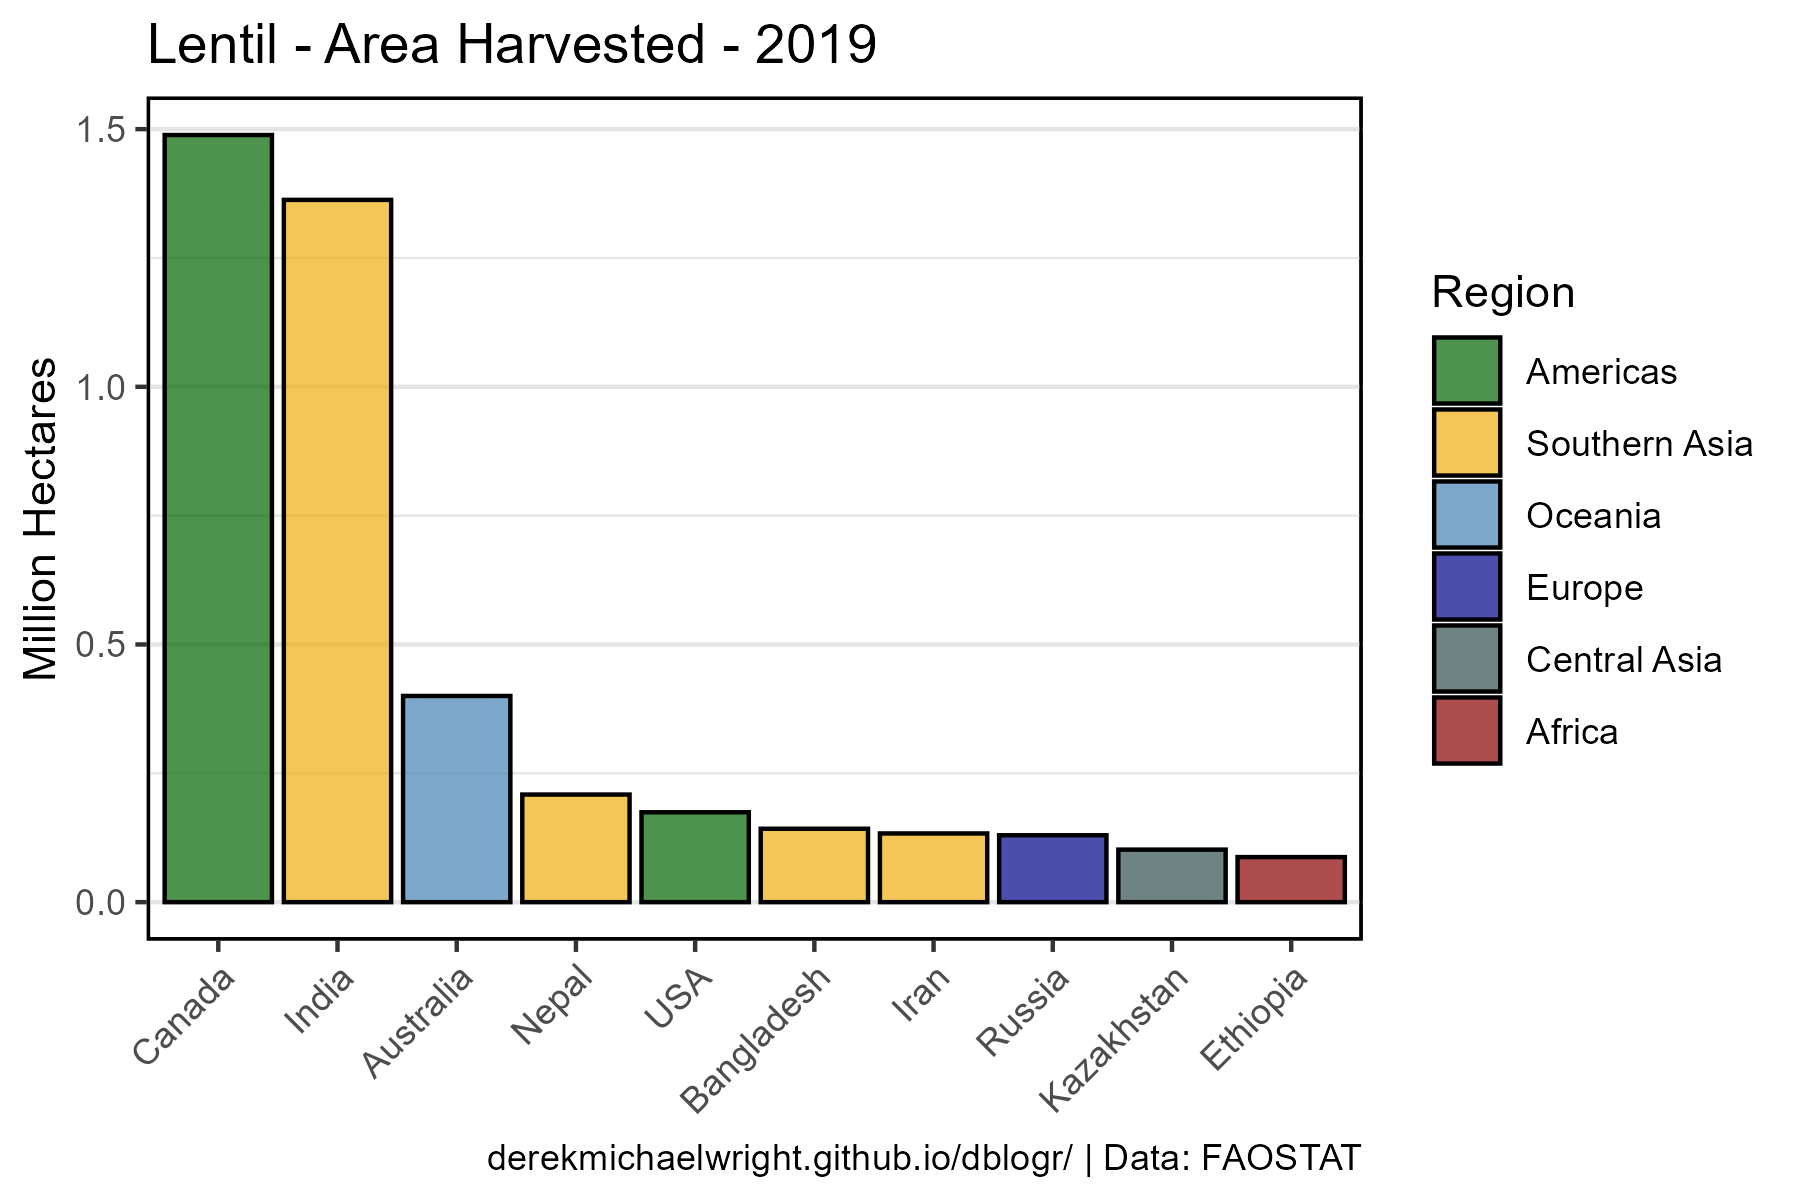 Lentil - Area Harvested - 2019
Million Hectares
1.5
1.0
0.5
0.0
Canada
India
Australia
Nepal
USA
Bangladesh
Iran
Russia
Kazakhstan
Ethiopia
Region
Americas
Southern Asia
Oceania
Europe
Central Asia
Africa
derekmichaelwright.github.io/dblogr/ | Data: FAOSTAT